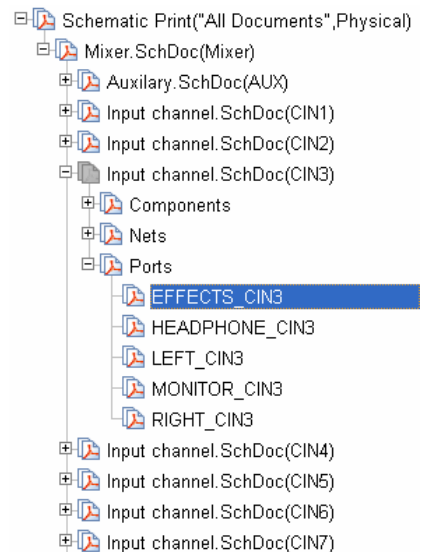 Schematic Print("All Documents",Physical)
Mixer.SchDoc(Mixer)
Auxilary.SchDoc(AUX)
Input channel.SchDoc(CIN1)
Input channel.SchDoc(CIN2)
Input channel.SchDoc(CIN3)
Components
Nets
Ports
EFFECTS_CIN3
HEADPHONE_CIN3
LEFT_CIN3
MONITOR_CIN3
RIGHT_CIN3
Input channel.SchDoc(CIN4)
Input channel.SchDoc(CIN5)
Input channel.SchDoc(CIN6)
Input channel.SchDoc(CIN7)